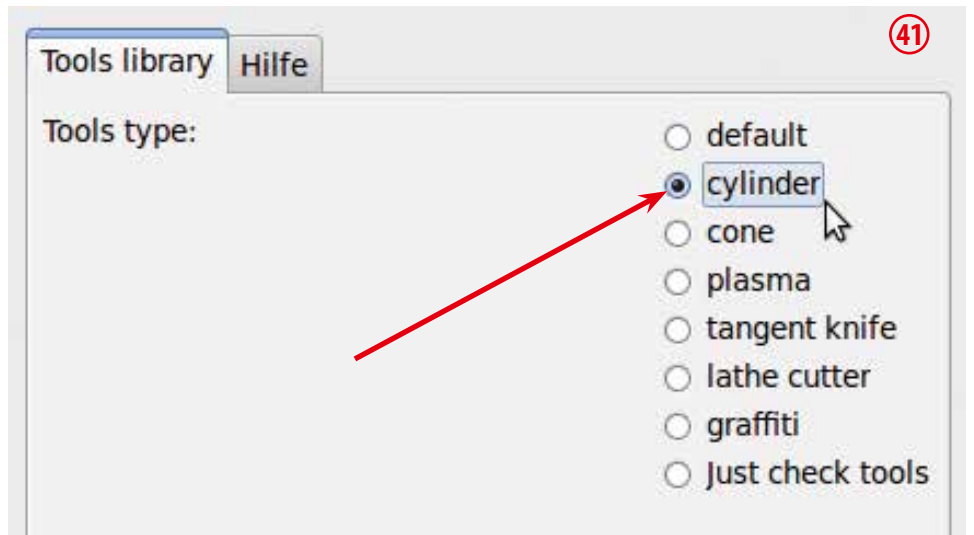 41
Tools library Hilfe
Tools type:
default
cylinder
cone
plasma
tangent knife
lathe cutter
graffiti
Just check tools